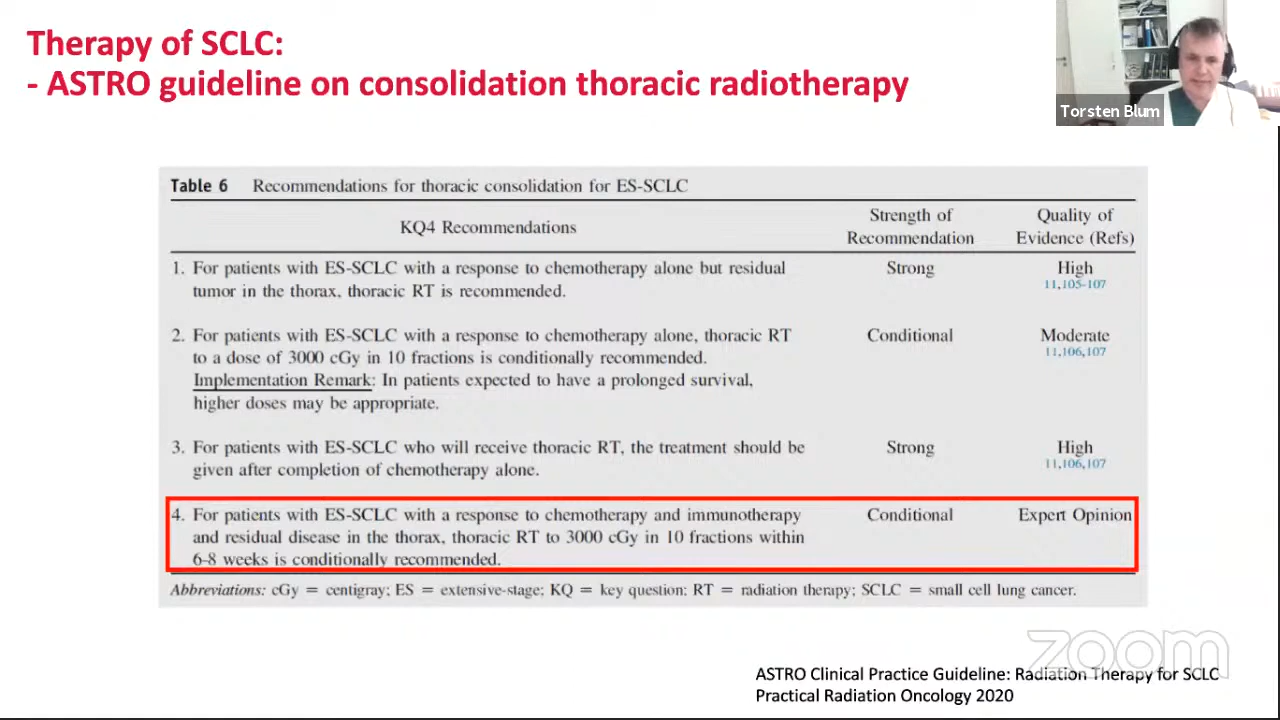 Therapy of SCLC:
- ASTRO guideline on consolidation thoracic radiotherapy
Torsten Blum
Table 6 Recommendations for thoracic consolidation for ES-SCLC
KQ4 Recommendations
Strength of
Recommendation
Quality of
Evidence (Refs)
1. For patients with ES-SCLC with a response to chemotherapy alone but residual
tumor in the thorax, thoracic RT is recommended.
Strong
High
11,105-107
2. For patients with ES-SCLC with a response to chemotherapy alone, thoracic RT
to a dose of 3000 cGy in 10 fractions is conditionally recommended.
Implementation Remark: In patients expected to have a prolonged survival,
higher doses may be appropriate.
Conditional
Moderate
11,106,107
3. For patients with ES-SCLC who will receive thoracic RT, the treatment should be
given after completion of chemotherapy alone.
Strong
High
11,106,107
4. For patients with ES-SCLC with a response to chemotherapy and immunotherapy
and residual disease in the thorax, thoracic RT to 3000 cGy in 10 fractions within
6-8 weeks is conditionally recommended.
Conditional
Expert Opinion
Abbreviations: cGy = centigray; ES = extensive-stage; KQ = key question; RT = radiation therapy; SCLC = small cell lung cancer.
zoom
ASTRO Clinical Practice Guideline: Radiation Therapy for SCLC
Practical Radiation Oncology 2020